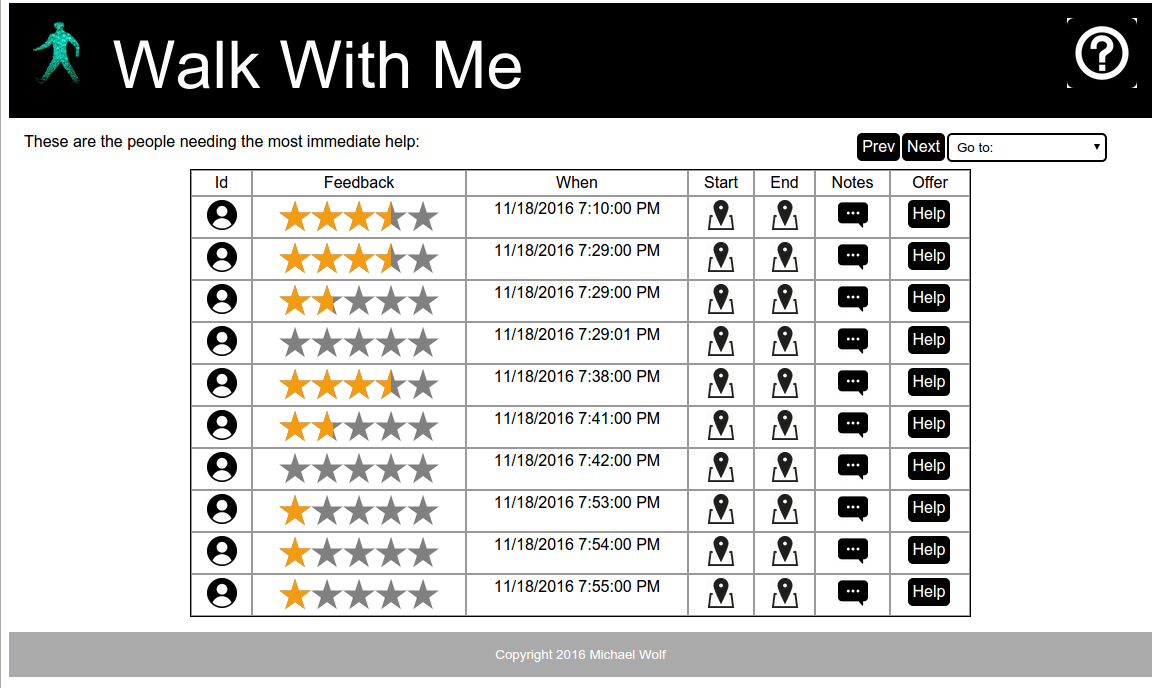 Walk With Me
These are the people needing the most immediate help:
Prev Next Go to:
Id Feedback When Start End Notes Offer
11/18/2016 7:10:00 PM Help
11/18/2016 7:29:00 PM Help
11/18/2016 7:29:00 PM Help
11/18/2016 7:29:01 PM Help
11/18/2016 7:38:00 PM Help
11/18/2016 7:41:00 PM Help
11/18/2016 7:42:00 PM Help
11/18/2016 7:53:00 PM Help
11/18/2016 7:54:00 PM Help
11/18/2016 7:55:00 PM Help
Copyright 2016 Michael Wolf